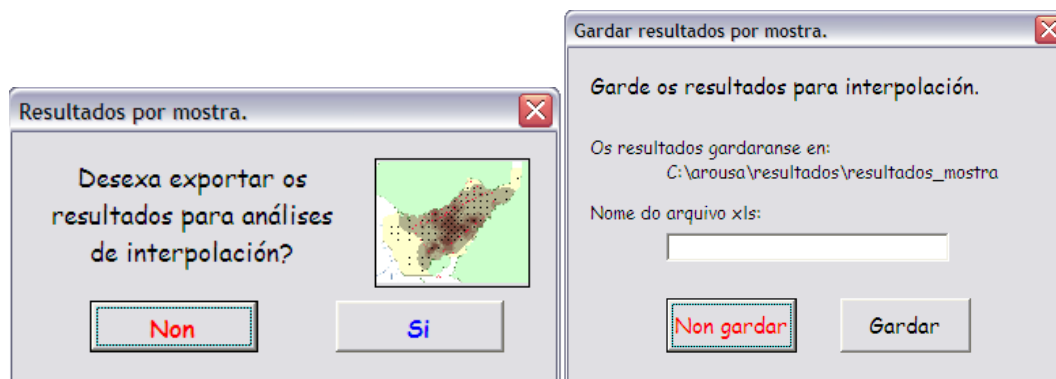 Resultados por mostra.
Desexa exportar os
resultados para análises
de interpolación?
Non
Si
Gardar resultados por mostra.
Garde os resultados para interpolación.
Os resultados gardaranse en:
C:\arousa\resultados\resultados_mostra
Nome do arquivo xls:
Non gardar
Gardar